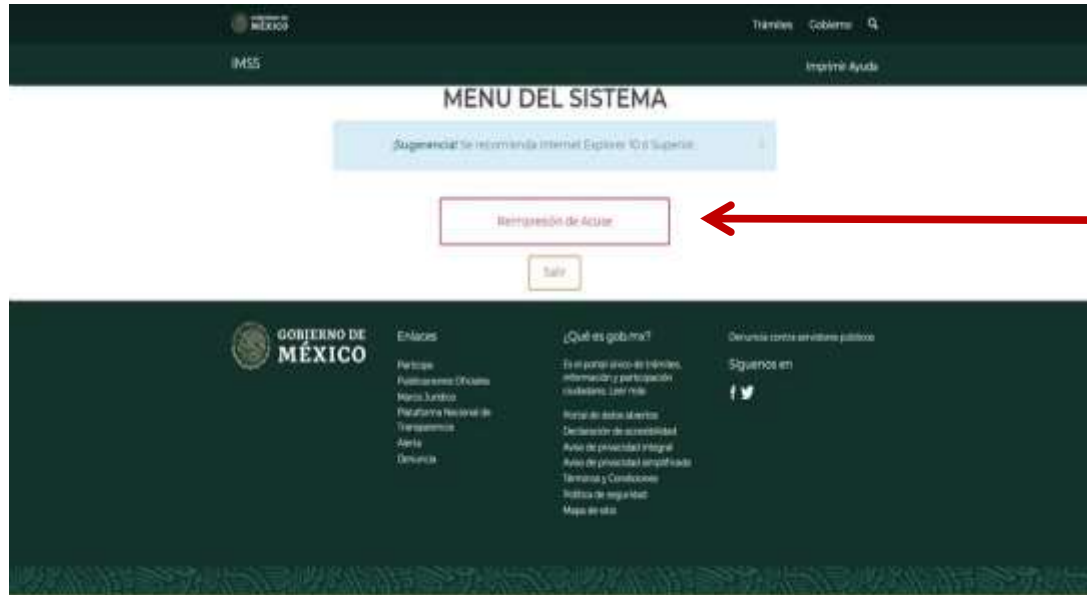 GOBIERNO DE
MÉXICO
Trámites Gobierno
IMSS
Imprimir Ayuda
MENU DEL SISTEMA
¡Sugerencia! Se recomienda Internet Explorer 10 ó Superior.
Reimpresión de Acuse
Salir
GOBIERNO DE
MÉXICO
Enlaces
Participa
Publicaciones Oficiales
Marco Jurídico
Plataforma Nacional de
Transparencia
Alerta
Denuncia
¿Qué es gob.mx?
Es el portal único de trámites,
información y participación
ciudadana. Leer más
Portal de datos abiertos
Declaración de accesibilidad
Aviso de privacidad integral
Aviso de privacidad simplificado
Términos y Condiciones
Política de seguridad
Mapa de sitio
Denuncia contra servidores públicos
Síguenos en